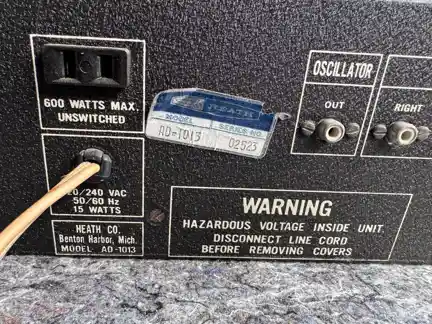 600 WATTS MAX.
UNSWITCHED
20/240 VAC
50/60 Hz
15 WATTS
HEATH CO.
Benton Harbor, Mich.
MODEL AD-1013
HEATH
MODEL SERIES NO.
AD-1013 02523
OSCILLATOR
OUT
RIGHT
WARNING
HAZARDOUS VOLTAGE INSIDE UNIT.
DISCONNECT LINE CORD
BEFORE REMOVING COVERS